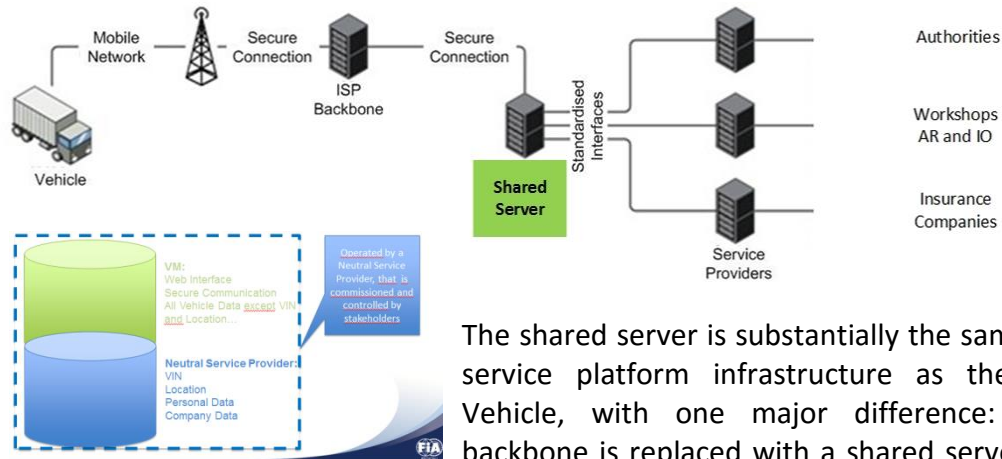 Mobile
Network
Secure
Connection
ISP
Backbone
Secure
Connection
Vehicle
Shared
Server
Standardised
Interfaces
Service
Providers
Authorities
Workshops
AR and IO
Insurance
Companies
VM:
Web Interface
Secure Communication
All Vehicle Data except VIN
and Location...
Neutral Service Provider:
VIN
Location
Personal Data
Company Data
Operated by a
Neutral Service
Provider, that is
commissioned and
controlled by
stakeholders
FIA
The shared server is substantially the
service platform infrastructure as the
Vehicle, with one major difference:
backbone is replaced with a shared